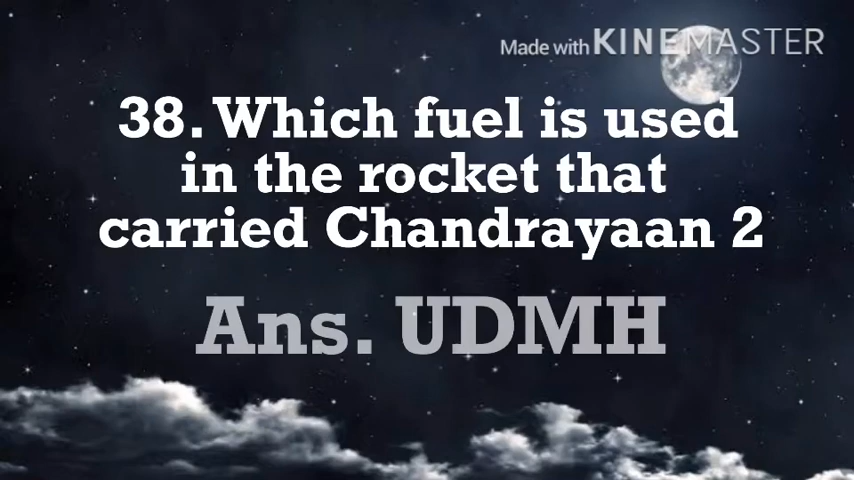 Made with KINEMASTER
38. Which fuel is used
in the rocket that
carried Chandrayaan 2
Ans. UDMH